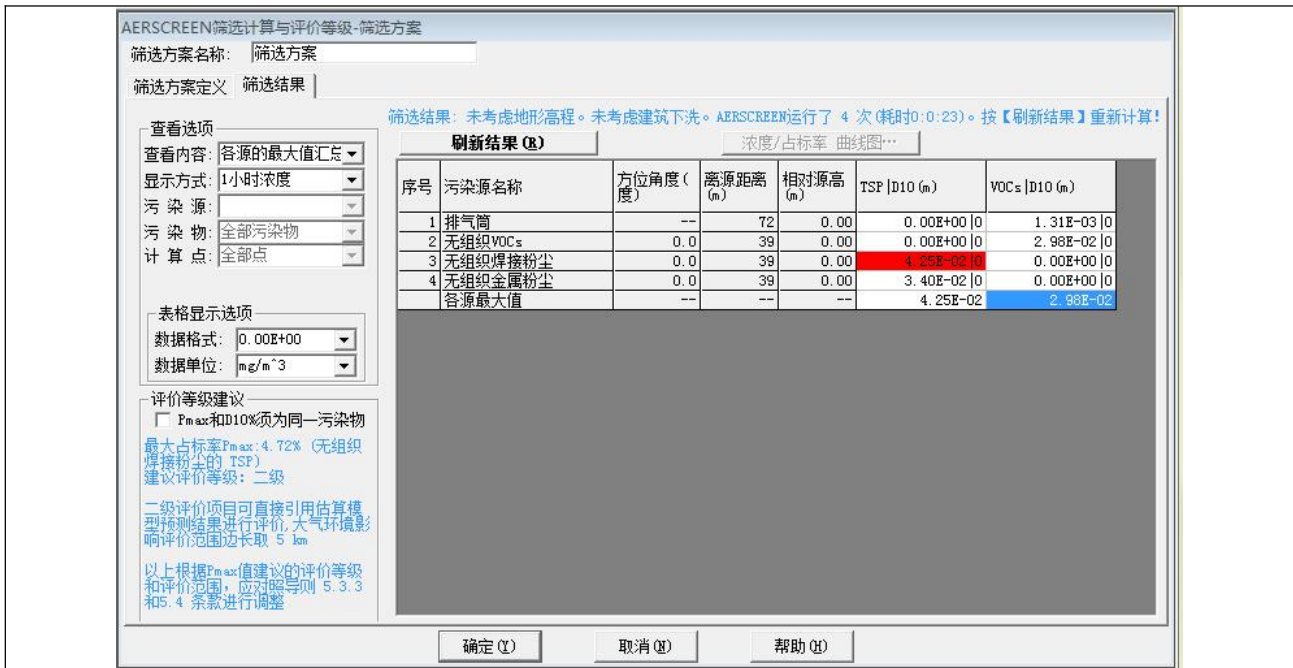 AERSCREEN筛选计算与评价等级-筛选方案
筛选方案名称: 筛选方案
筛选方案定义 筛选结果
筛选结果: 未考虑地形高程。未考虑建筑下洗。AERSCREEN运行了 4 次(耗时0:0:23)。按【刷新结果】重新计算!
刷新结果(R) 浓度/占标率 曲线图…
查看选项
查看内容: 各源的最大值汇总
显示方式: 1小时浓度
污 染 源:
污 染 物: 全部污染物
计 算 点: 全部点
序号 污染源名称 方位角度(度) 离源距离(m) 相对源高(m) TSP|D10(m) VOCs|D10(m)
1 排气筒 -- 72 0.00 0.00E+00|0 1.31E-03|0
2 无组织VOCs 0.0 39 0.00 0.00E+00|0 2.98E-02|0
3 无组织焊接粉尘 0.0 39 0.00 4.25E-02|0 0.00E+00|0
4 无组织金属粉尘 0.0 39 0.00 3.40E-02|0 0.00E+00|0
各源最大值 -- -- -- 4.25E-02 2.98E-02
表格显示选项
数据格式: 0.00E+00
数据单位: mg/m^3
评价等级建议
Pmax和D10%须为同一污染物
最大占标率Pmax:4.72% (无组织
焊接粉尘的 TSP)
建议评价等级: 二级
二级评价项目可直接引用估算模
型预测结果进行评价,大气环境影
响评价范围边长取 5 km
以上根据Pmax值建议的评价等级
和评价范围,应对照导则 5.3.3
和5.4 条款进行调整
确定(Y) 取消(N) 帮助(H)